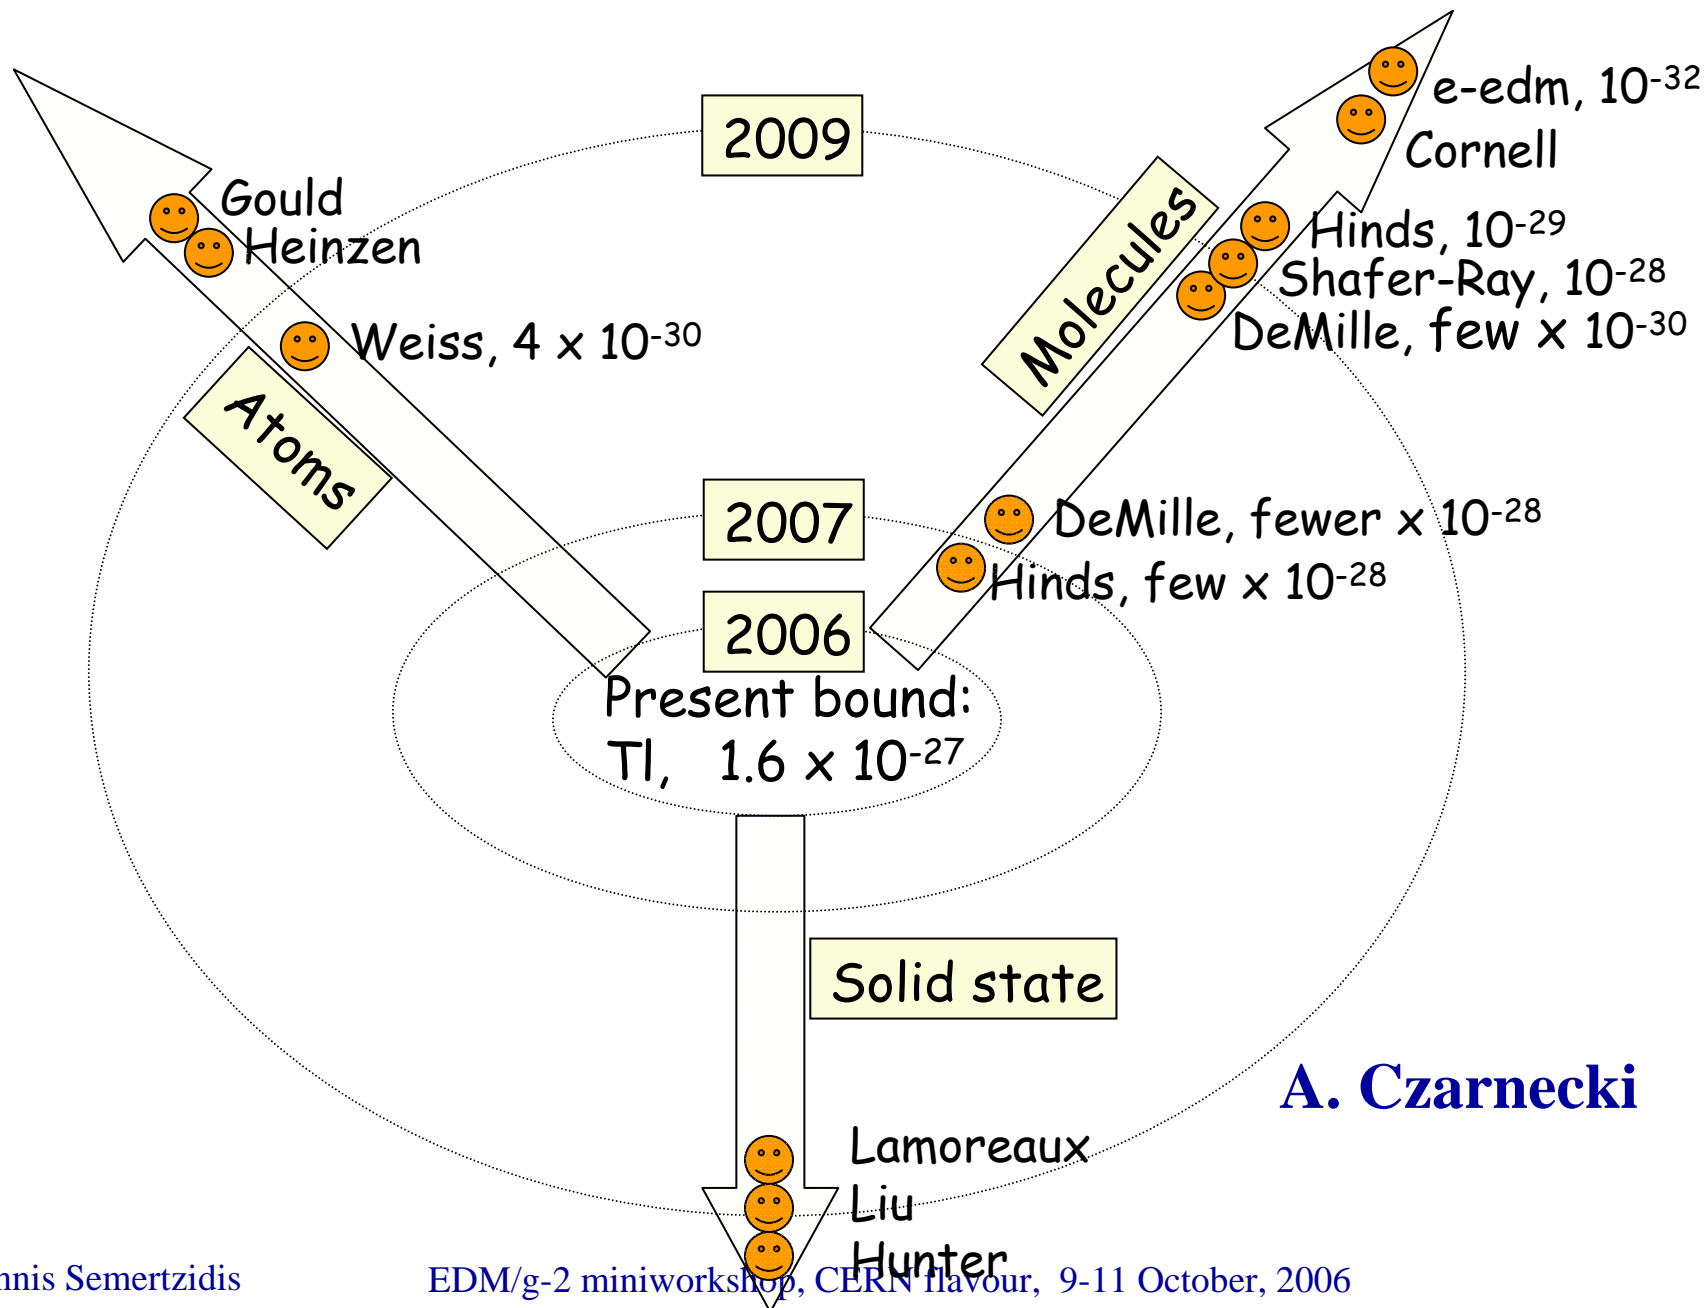 e-edm, 10⁻³²
Cornell
2009
Gould
Heinzen
Hinds, 10⁻²⁹
Shafer-Ray, 10⁻²⁸
DeMille, few x 10⁻³⁰
Molecules
Weiss, 4 x 10⁻³⁰
Atoms
2007
DeMille, fewer x 10⁻²⁸
Hinds, few x 10⁻²⁸
2006
Present bound:
Tl, 1.6 x 10⁻²⁷
Solid state
A. Czarnecki
Lamoreaux
Liu
Hunter
nnis Semertzidis
EDM/g-2 miniworkshop, CERN flavour, 9-11 October, 2006